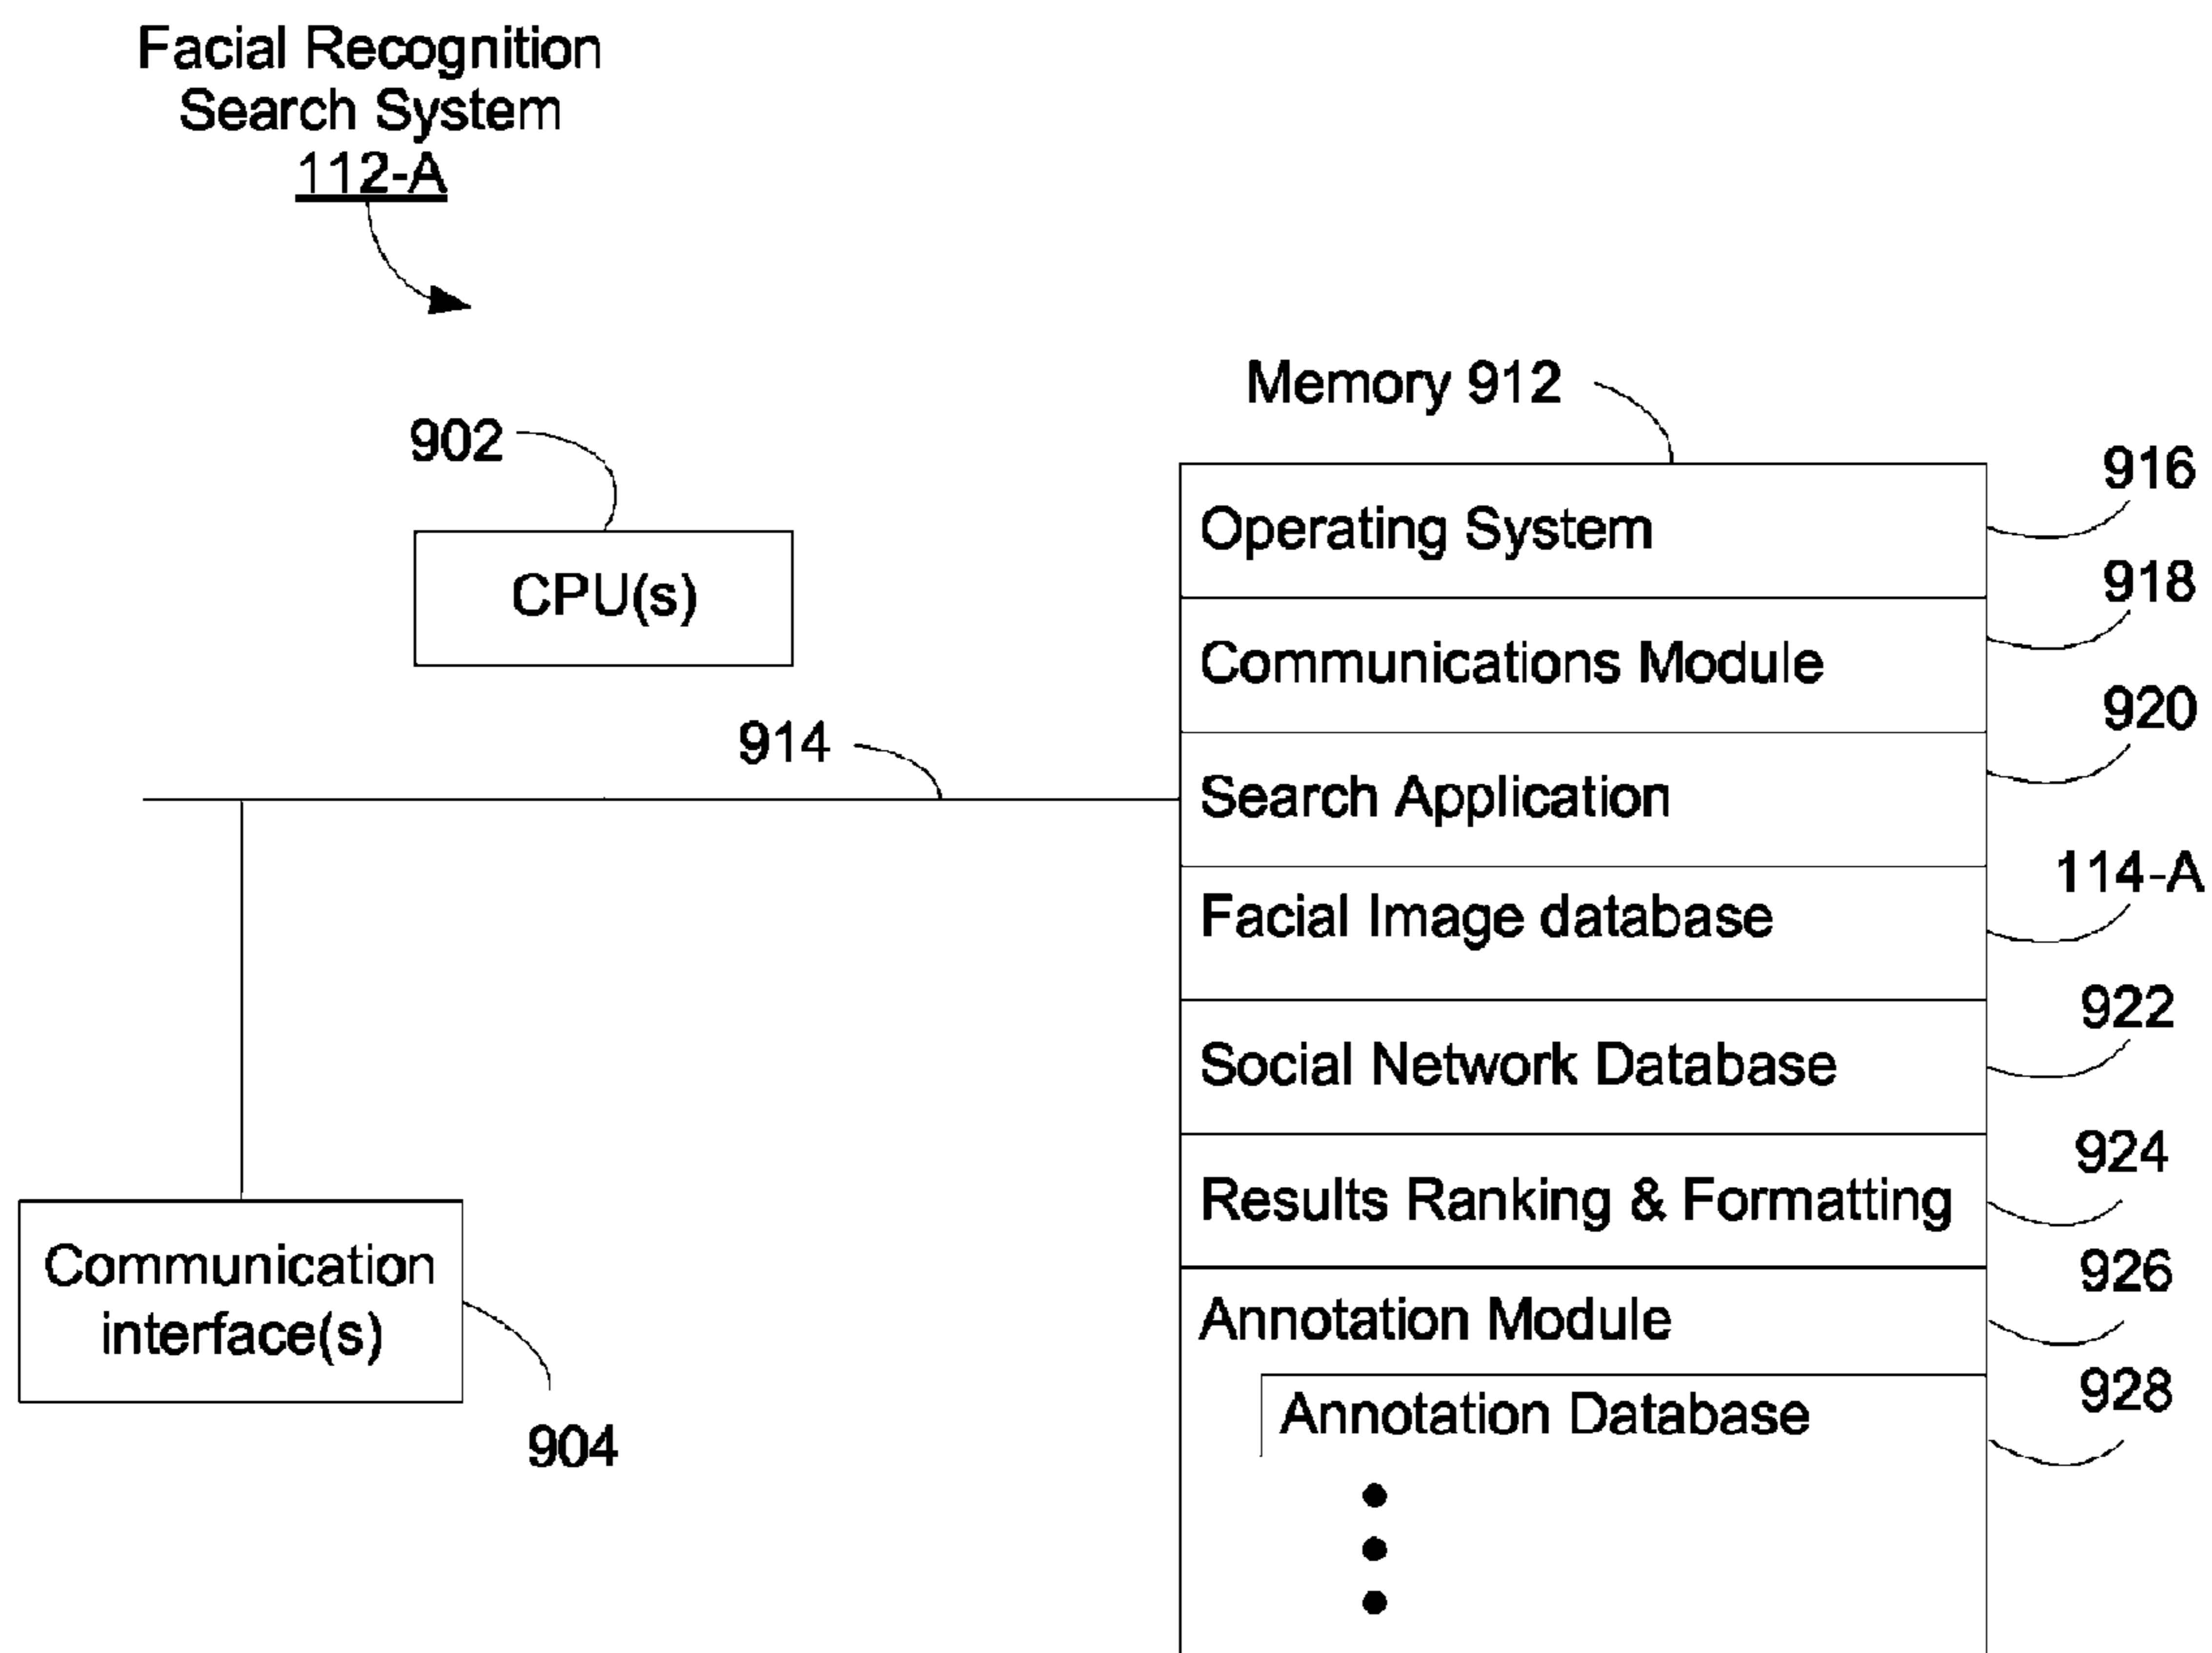 Facial Recognition
Search System
112-A
Memory 912
902
916
Operating System
CPU(s)
918
Communications Module
914
920
Search Application
114-A
Facial Image database
922
Social Network Database
924
Results Ranking & Formatting
Communication
interface(s)
926
Annotation Module
928
Annotation Database
904